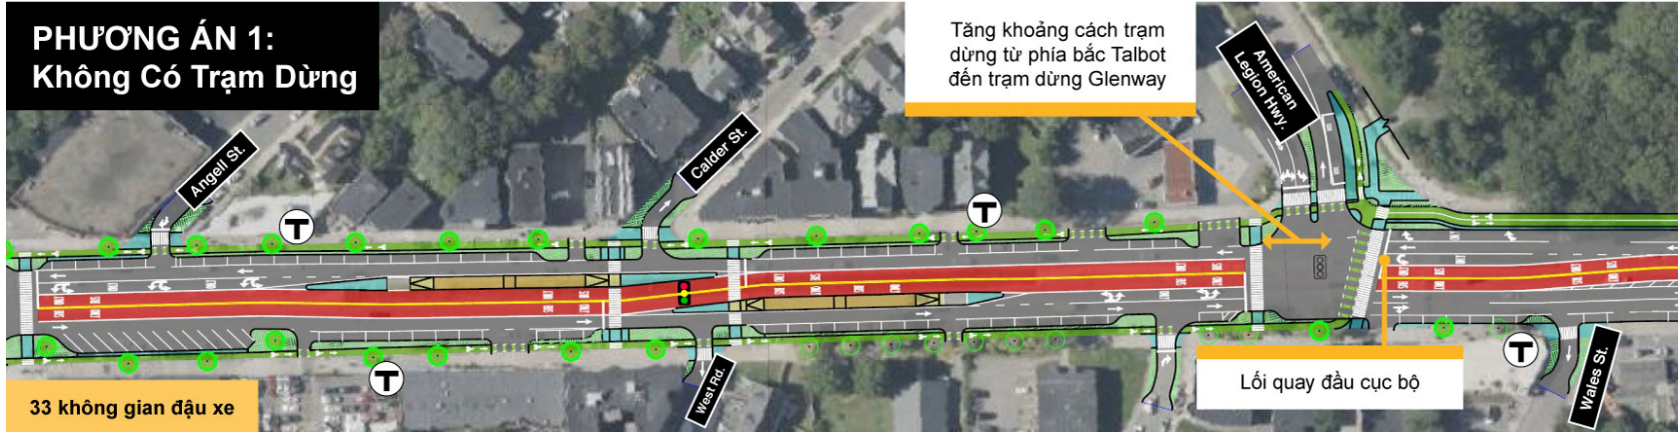 PHƯƠNG ÁN 1:
Không Có Trạm Dừng
Tăng khoảng cách trạm
dừng từ phía bắc Talbot
đến trạm dừng Glenway
American
Legion Hwy.
Angell St.
Calder St.
T
T
T
T
West Rd.
Wales St.
Lối quay đầu cục bộ
33 không gian đậu xe